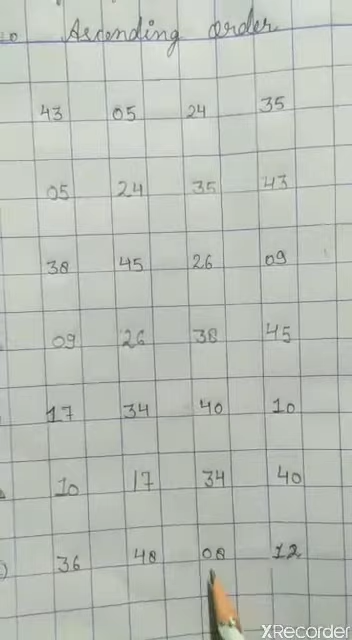 Ascending order
43 05 24 35
05 24 35 43
38 45 26 09
09 26 38 45
17 34 40 10
10 17 34 40
36 48 08 12
XRecorder